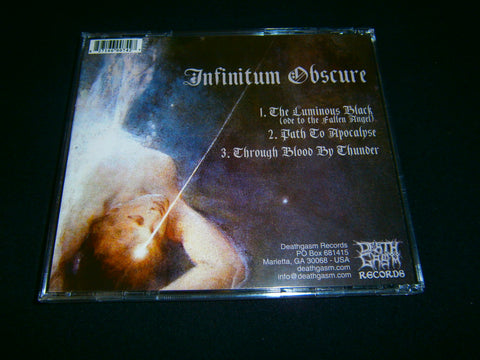 Infinitum Obscure
1. The Luminous Black
(ode to the Fallen Angel)
2. Path To Apocalypse
3. Through Blood By Thunder
Deathgasm Records
PO Box 681415
Marietta, GA 30068 - USA
deathgasm.com
info@deathgasm.com
DEATH
GASM
RECORDS